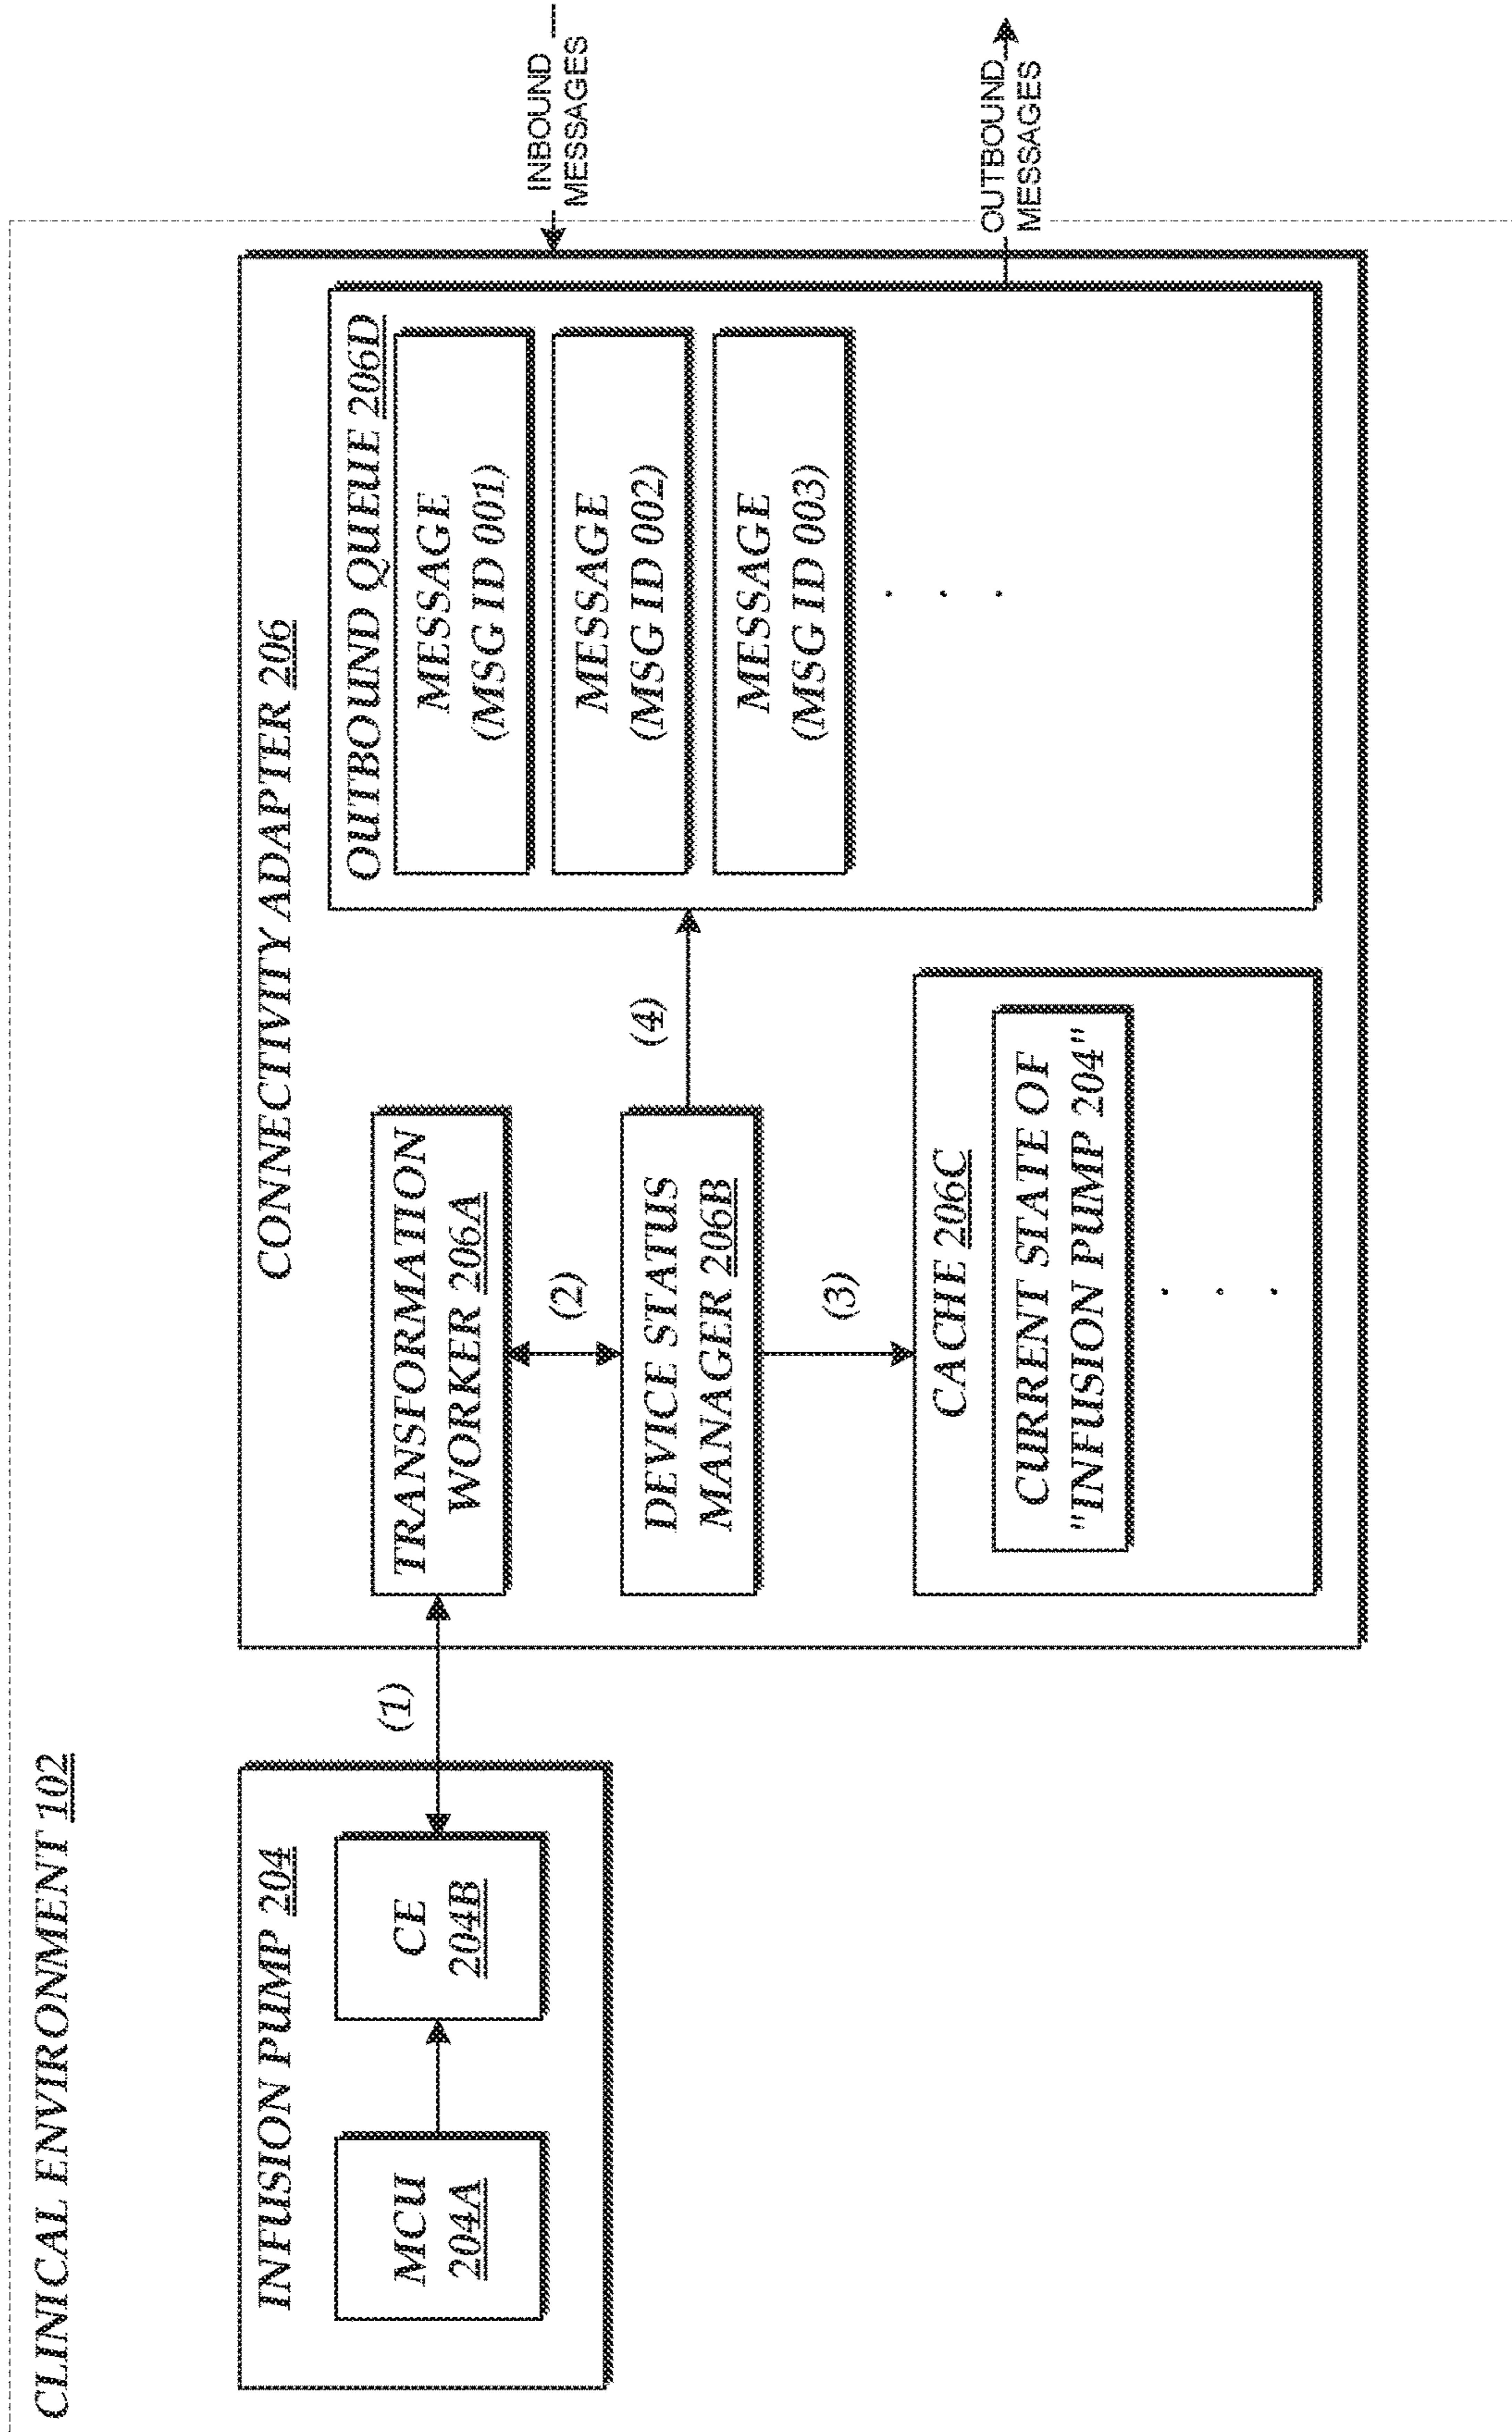 CLINICAL ENVIRONMENT 102
INFUSION PUMP 204
MCU
204A
CE
204B
(1)
CONNECTIVITY ADAPTER 206
TRANSFORMATION
WORKER 206A
(2)
DEVICE STATUS
MANAGER 206B
(3)
(4)
CACHE 206C
CURRENT STATE OF
"INFUSION PUMP 204"
OUTBOUND QUEUE 206D
MESSAGE
(MSG ID 001)
MESSAGE
(MSG ID 002)
MESSAGE
(MSG ID 003)
INBOUND
MESSAGES
OUTBOUND
MESSAGES